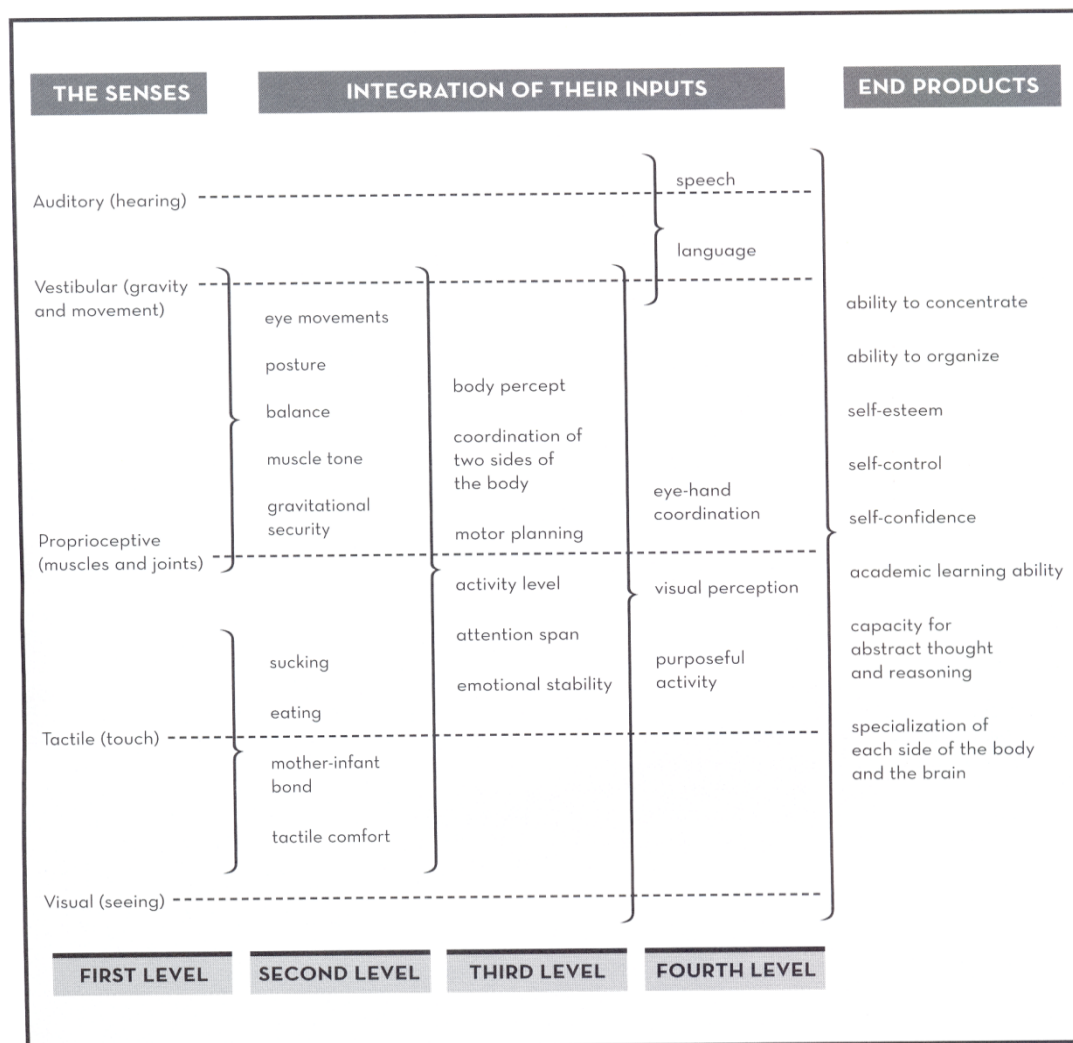 THE SENSES
INTEGRATION OF THEIR INPUTS
END PRODUCTS
Auditory (hearing)
Vestibular (gravity
and movement)
Proprioceptive
(muscles and joints)
Tactile (touch)
Visual (seeing)
eye movements
posture
balance
muscle tone
gravitational
security
sucking
eating
mother-infant
bond
tactile comfort
body percept
coordination of
two sides of
the body
motor planning
activity level
attention span
emotional stability
speech
language
eye-hand
coordination
visual perception
purposeful
activity
ability to concentrate
ability to organize
self-esteem
self-control
self-confidence
academic learning ability
capacity for
abstract thought
and reasoning
specialization of
each side of the body
and the brain
FIRST LEVEL
SECOND LEVEL
THIRD LEVEL
FOURTH LEVEL